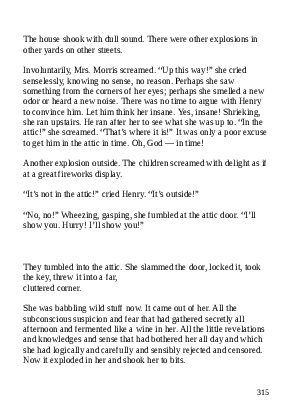 The house shook with dull sound. There were other explosions in
other yards on other streets.
Involuntarily, Mrs. Morris screamed. “Up this way!” she cried
senselessly, knowing no sense, no reason. Perhaps she saw
something from the corners of her eyes; perhaps she smelled a new
odor or heard a new noise. There was no time to argue with Henry
to convince him. Let him think her insane. Yes, insane! Shrieking,
she ran upstairs. He ran after her to see what she was up to. “In the
attic!” she screamed. “That’s where it is!” It was only a poor excuse
to get him in the attic in time. Oh, God — in time!
Another explosion outside. The children screamed with delight as if
at a great fireworks display.
“It’s not in the attic!” cried Henry. “It’s outside!”
“No, no!” Wheezing, gasping, she fumbled at the attic door. “I’ll
show you. Hurry! I’ll show you!”
They tumbled into the attic. She slammed the door, locked it, took
the key, threw it into a far,
cluttered corner.
She was babbling wild stuff now. It came out of her. All the
subconscious suspicion and fear that had gathered secretly all
afternoon and fermented like a wine in her. All the little revelations
and knowledges and sense that had bothered her all day and which
she had logically and carefully and sensibly rejected and censored.
Now it exploded in her and shook her to bits.
315